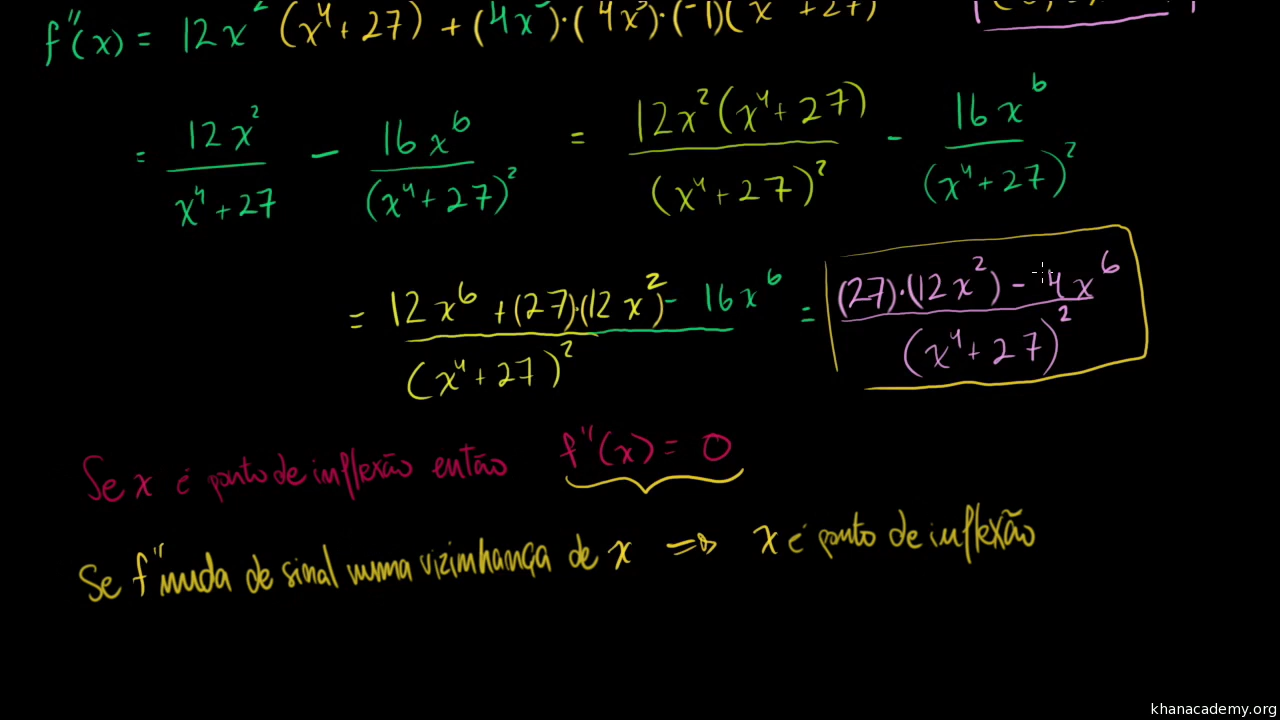 f''(x) = 12x² (x⁴ + 27) + (4x³)·(4x³)·(-1)(x⁴ + 27)
= 12x² / (x⁴ + 27) - 16x⁶ / (x⁴ + 27)² = 12x²(x⁴ + 27) / (x⁴ + 27)² - 16x⁶ / (x⁴ + 27)²
= 12x⁶ + (27)·(12x²) - 16x⁶ / (x⁴ + 27)² = (27)·(12x²) - 4x⁶ / (x⁴ + 27)²
Se x é ponto de inflexão então f''(x) = 0
Se f'' muda de sinal numa vizinhança de x ⇒ x é ponto de inflexão
khanacademy.org